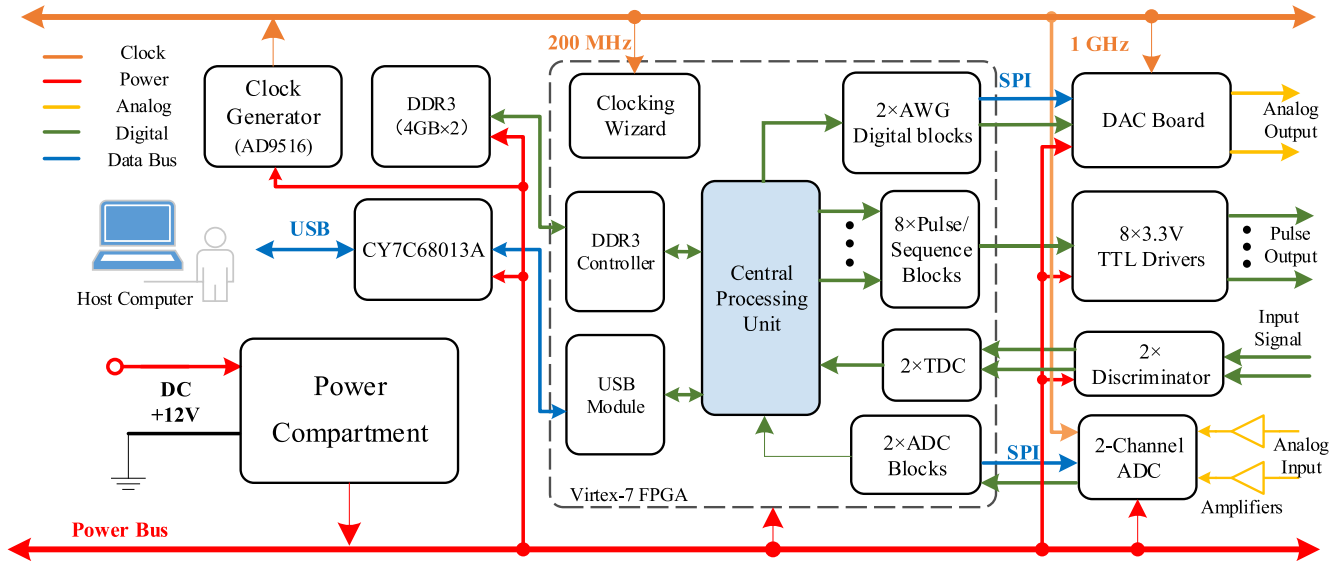 200 MHz
1 GHz
Clock
Power
Analog
Digital
Data Bus
Clock
Generator
(AD9516)
DDR3
(4GB×2)
Clocking
Wizard
2×AWG
Digital blocks
SPI
DAC Board
Analog
Output
USB
CY7C68013A
Host Computer
DDR3
Controller
Central
Processing
Unit
8×Pulse/
Sequence
Blocks
8×3.3V
TTL Drivers
Pulse
Output
DC
+12V
Power
Compartment
USB
Module
2×TDC
2×
Discriminator
Input
Signal
2×ADC
Blocks
SPI
2-Channel
ADC
Analog
Input
Amplifiers
Virtex-7 FPGA
Power Bus